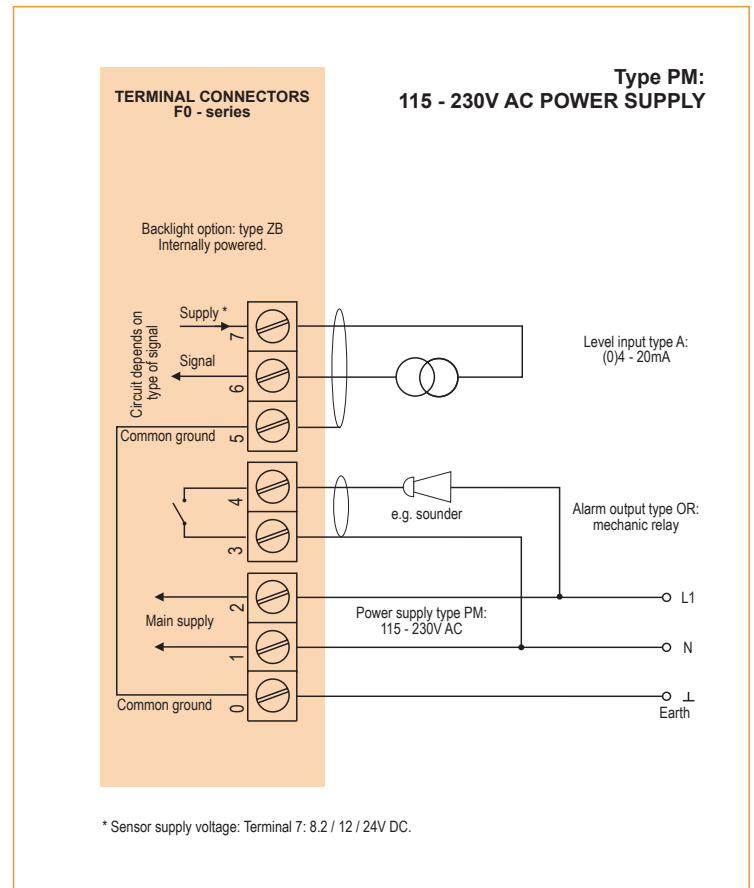 Type PM:
115 - 230V AC POWER SUPPLY
TERMINAL CONNECTORS
F0 - series
Backlight option: type ZB
Internally powered.
Circuit depends on
type of signal
Supply *
7
Signal
6
Common ground
5
Level input type A:
(0)4 - 20mA
4
e.g. sounder
3
Alarm output type OR:
mechanic relay
2
Main supply
1
Power supply type PM:
115 - 230V AC
L1
N
Common ground
0
Earth
* Sensor supply voltage: Terminal 7: 8.2 / 12 / 24V DC.